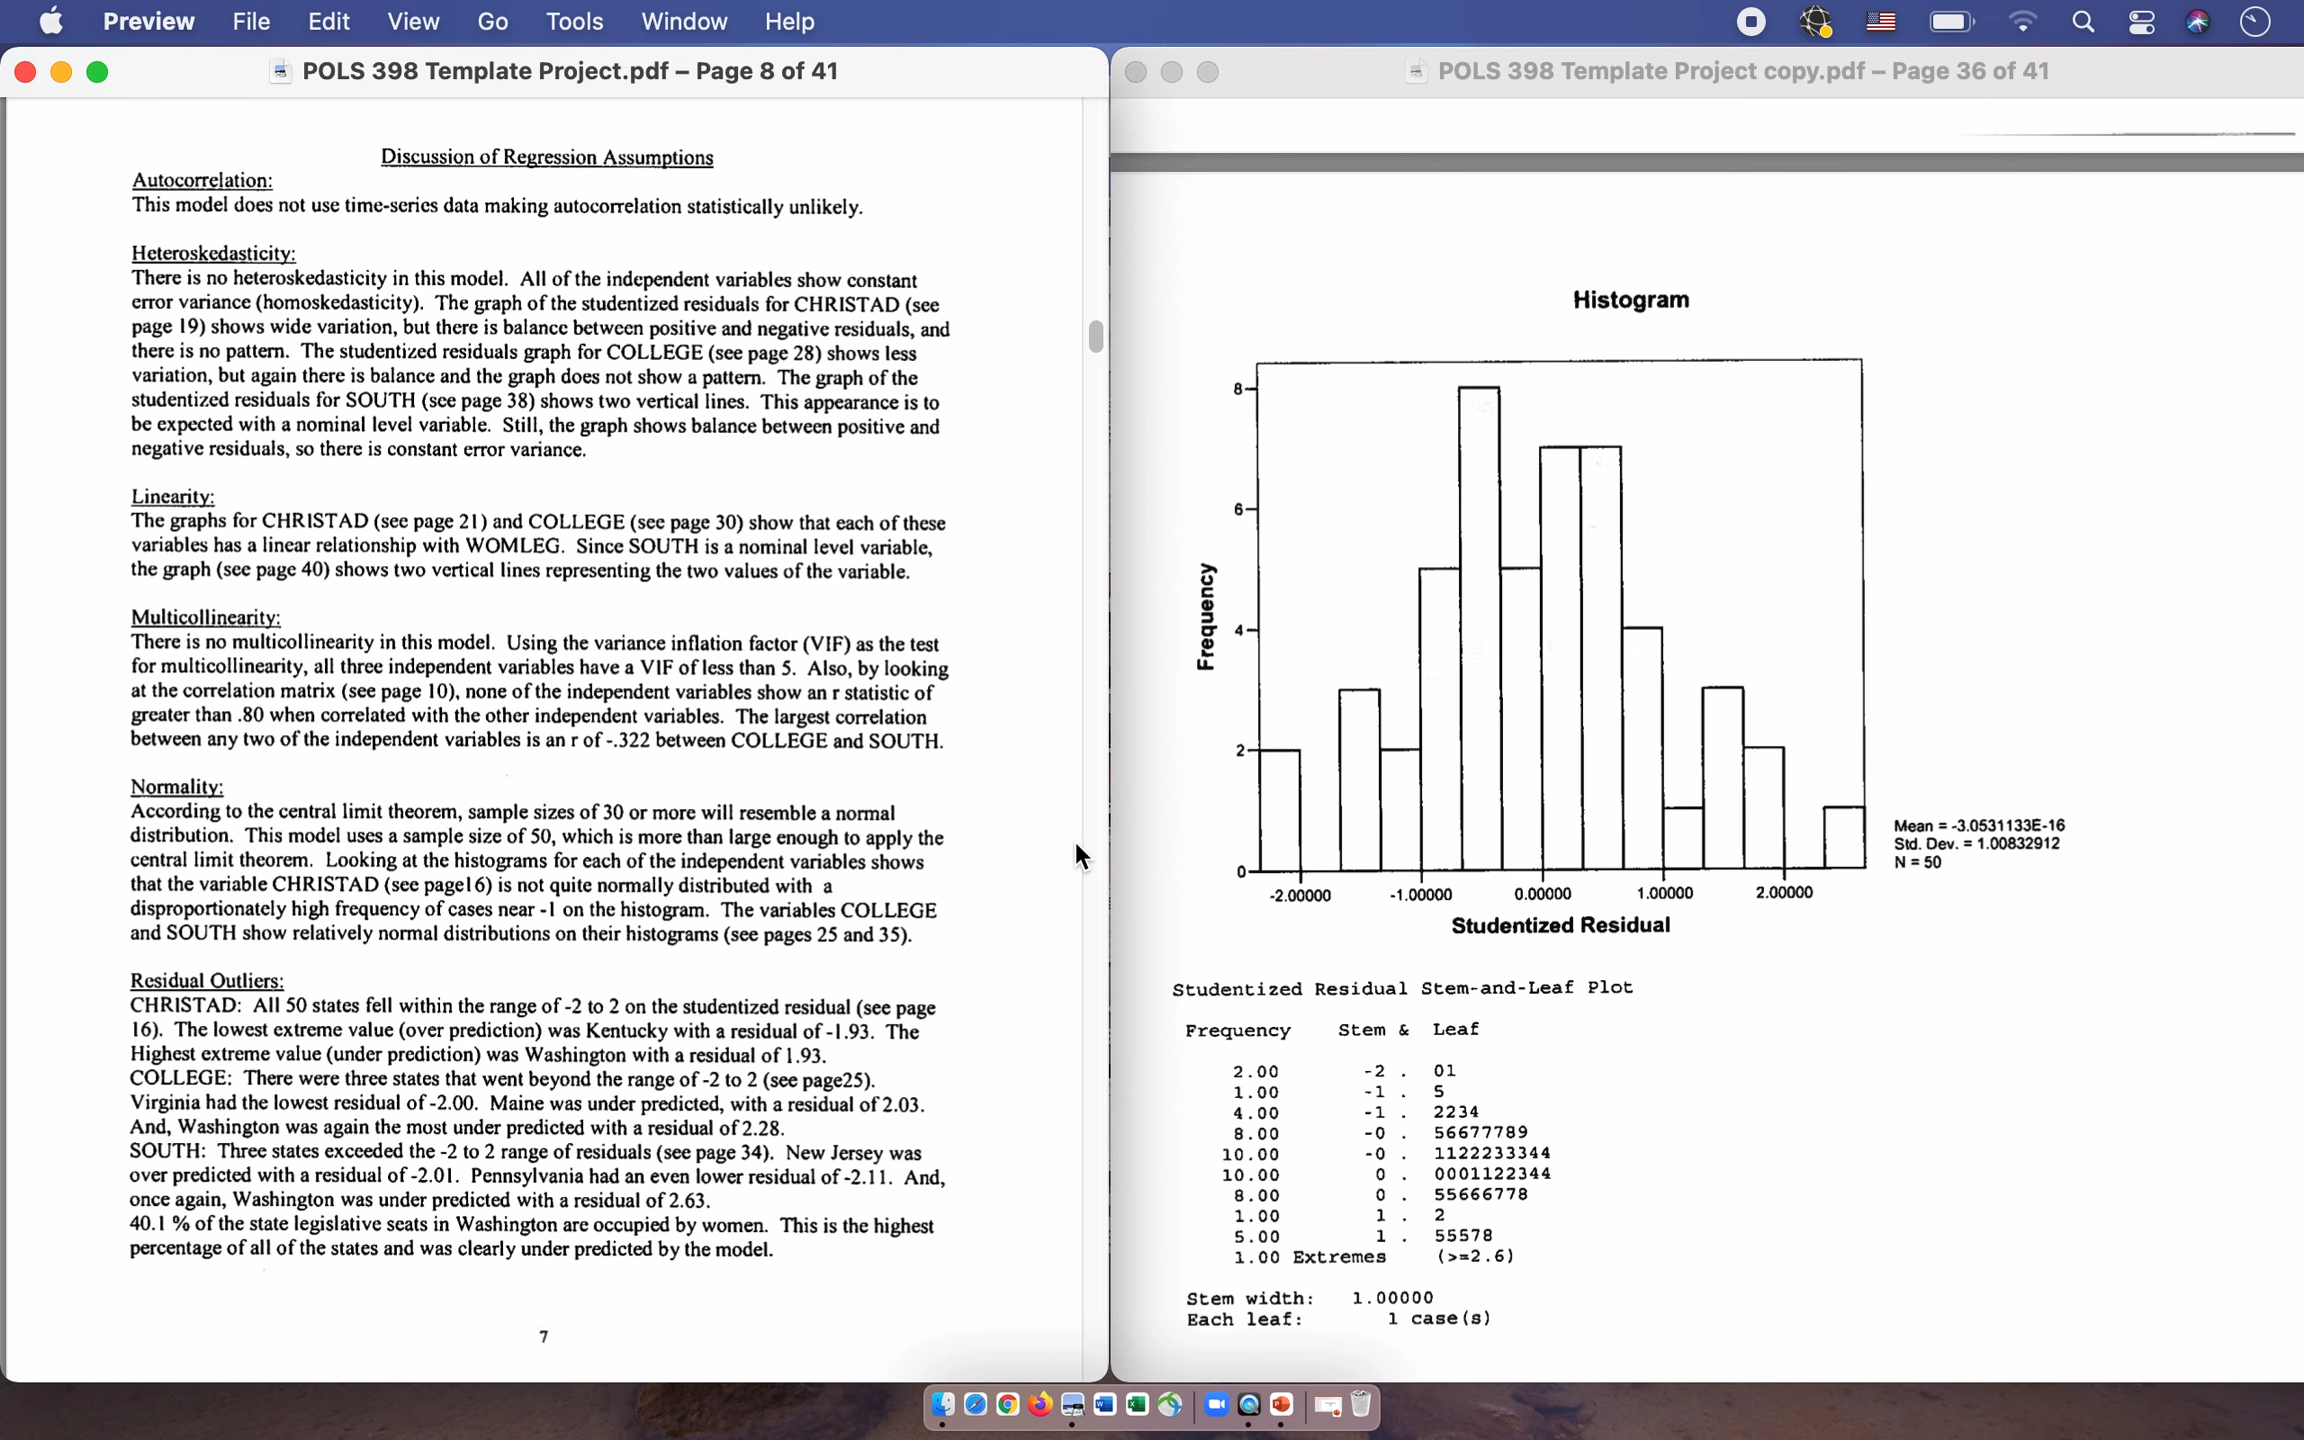 Preview File Edit View Go Tools Window Help
POLS 398 Template Project.pdf – Page 8 of 41
Discussion of Regression Assumptions
Autocorrelation:
This model does not use time-series data making autocorrelation statistically unlikely.
Heteroskedasticity:
There is no heteroskedasticity in this model. All of the independent variables show constant
error variance (homoskedasticity). The graph of the studentized residuals for CHRISTAD (see
page 19) shows wide variation, but there is balance between positive and negative residuals, and
there is no pattern. The studentized residuals graph for COLLEGE (see page 28) shows less
variation, but again there is balance and the graph does not show a pattern. The graph of the
studentized residuals for SOUTH (see page 38) shows two vertical lines. This appearance is to
be expected with a nominal level variable. Still, the graph shows balance between positive and
negative residuals, so there is constant error variance.
Linearity:
The graphs for CHRISTAD (see page 21) and COLLEGE (see page 30) show that each of these
variables has a linear relationship with WOMLEG. Since SOUTH is a nominal level variable,
the graph (see page 40) shows two vertical lines representing the two values of the variable.
Multicollinearity:
There is no multicollinearity in this model. Using the variance inflation factor (VIF) as the test
for multicollinearity, all three independent variables have a VIF of less than 5. Also, by looking
at the correlation matrix (see page 10), none of the independent variables show an r statistic of
greater than .80 when correlated with the other independent variables. The largest correlation
between any two of the independent variables is an r of -.322 between COLLEGE and SOUTH.
Normality:
According to the central limit theorem, sample sizes of 30 or more will resemble a normal
distribution. This model uses a sample size of 50, which is more than large enough to apply the
central limit theorem. Looking at the histograms for each of the independent variables shows
that the variable CHRISTAD (see page16) is not quite normally distributed with a
disproportionately high frequency of cases near -1 on the histogram. The variables COLLEGE
and SOUTH show relatively normal distributions on their histograms (see pages 25 and 35).
Residual Outliers:
CHRISTAD: All 50 states fell within the range of -2 to 2 on the studentized residual (see page
16). The lowest extreme value (over prediction) was Kentucky with a residual of -1.93. The
Highest extreme value (under prediction) was Washington with a residual of 1.93.
COLLEGE: There were three states that went beyond the range of -2 to 2 (see page25).
Virginia had the lowest residual of -2.00. Maine was under predicted, with a residual of 2.03.
And, Washington was again the most under predicted with a residual of 2.28.
SOUTH: Three states exceeded the -2 to 2 range of residuals (see page 34). New Jersey was
over predicted with a residual of -2.01. Pennsylvania had an even lower residual of -2.11. And,
once again, Washington was under predicted with a residual of 2.63.
40.1 % of the state legislative seats in Washington are occupied by women. This is the highest
percentage of all of the states and was clearly under predicted by the model.
7
POLS 398 Template Project copy.pdf – Page 36 of 41
Histogram
Frequency
8
6
4
2
0
-2.00000 -1.00000 0.00000 1.00000 2.00000
Studentized Residual
Mean = -3.0531133E-16
Std. Dev. = 1.00832912
N = 50
Studentized Residual Stem-and-Leaf Plot
Frequency Stem & Leaf
2.00 -2 . 01
1.00 -1 . 5
4.00 -1 . 2234
8.00 -0 . 56677789
10.00 -0 . 1122233344
10.00 0 . 0001122344
8.00 0 . 55666778
1.00 1 . 2
5.00 1 . 55578
1.00 Extremes (>=2.6)
Stem width: 1.00000
Each leaf: 1 case(s)